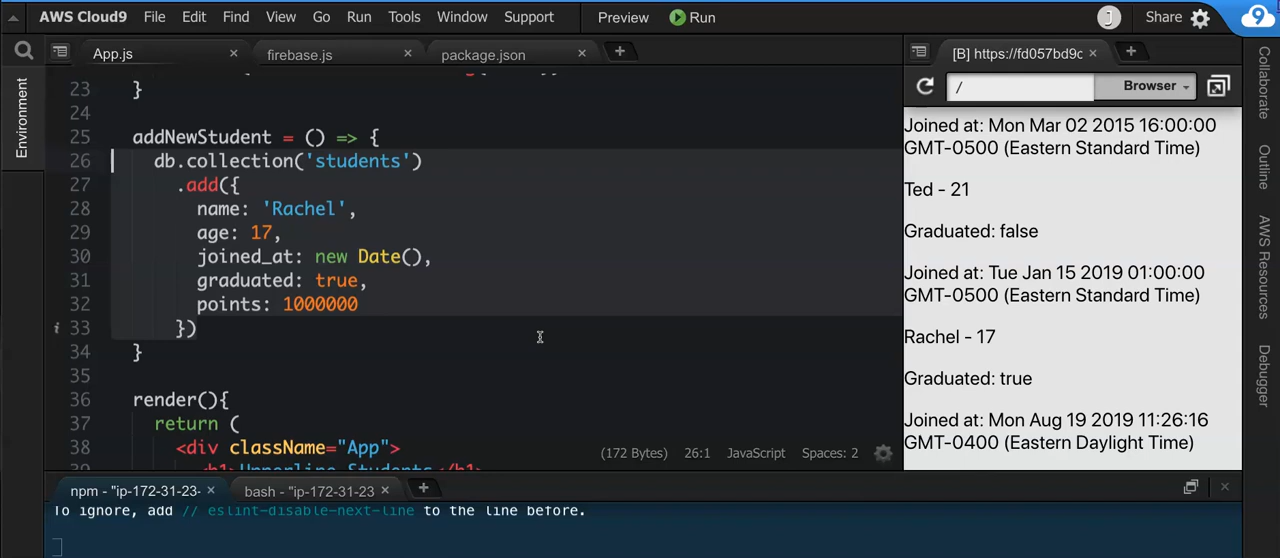 AWS Cloud9 File Edit Find View Go Run Tools Window Support Preview Run J Share 9
App.js × firebase.js × package.json × +
[B] https://fd057bd9c × +
/ Browser
Environment
23 }
24
25 addNewStudent = () => {
26 db.collection('students')
27 .add({
28 name: 'Rachel',
29 age: 17,
30 joined_at: new Date(),
31 graduated: true,
32 points: 1000000
i 33 })
34 }
35
36 render(){
37 return (
38 <div className="App">
39 <h1>Upperline Students</h1>
(172 Bytes) 26:1 JavaScript Spaces: 2
Joined at: Mon Mar 02 2015 16:00:00
GMT-0500 (Eastern Standard Time)
Ted - 21
Graduated: false
Joined at: Tue Jan 15 2019 01:00:00
GMT-0500 (Eastern Standard Time)
Rachel - 17
Graduated: true
Joined at: Mon Aug 19 2019 11:26:16
GMT-0400 (Eastern Daylight Time)
Collaborate
Outline
AWS Resources
Debugger
npm - "ip-172-31-23- × bash - "ip-172-31-23 × +
To ignore, add // eslint-disable-next-line to the line before.